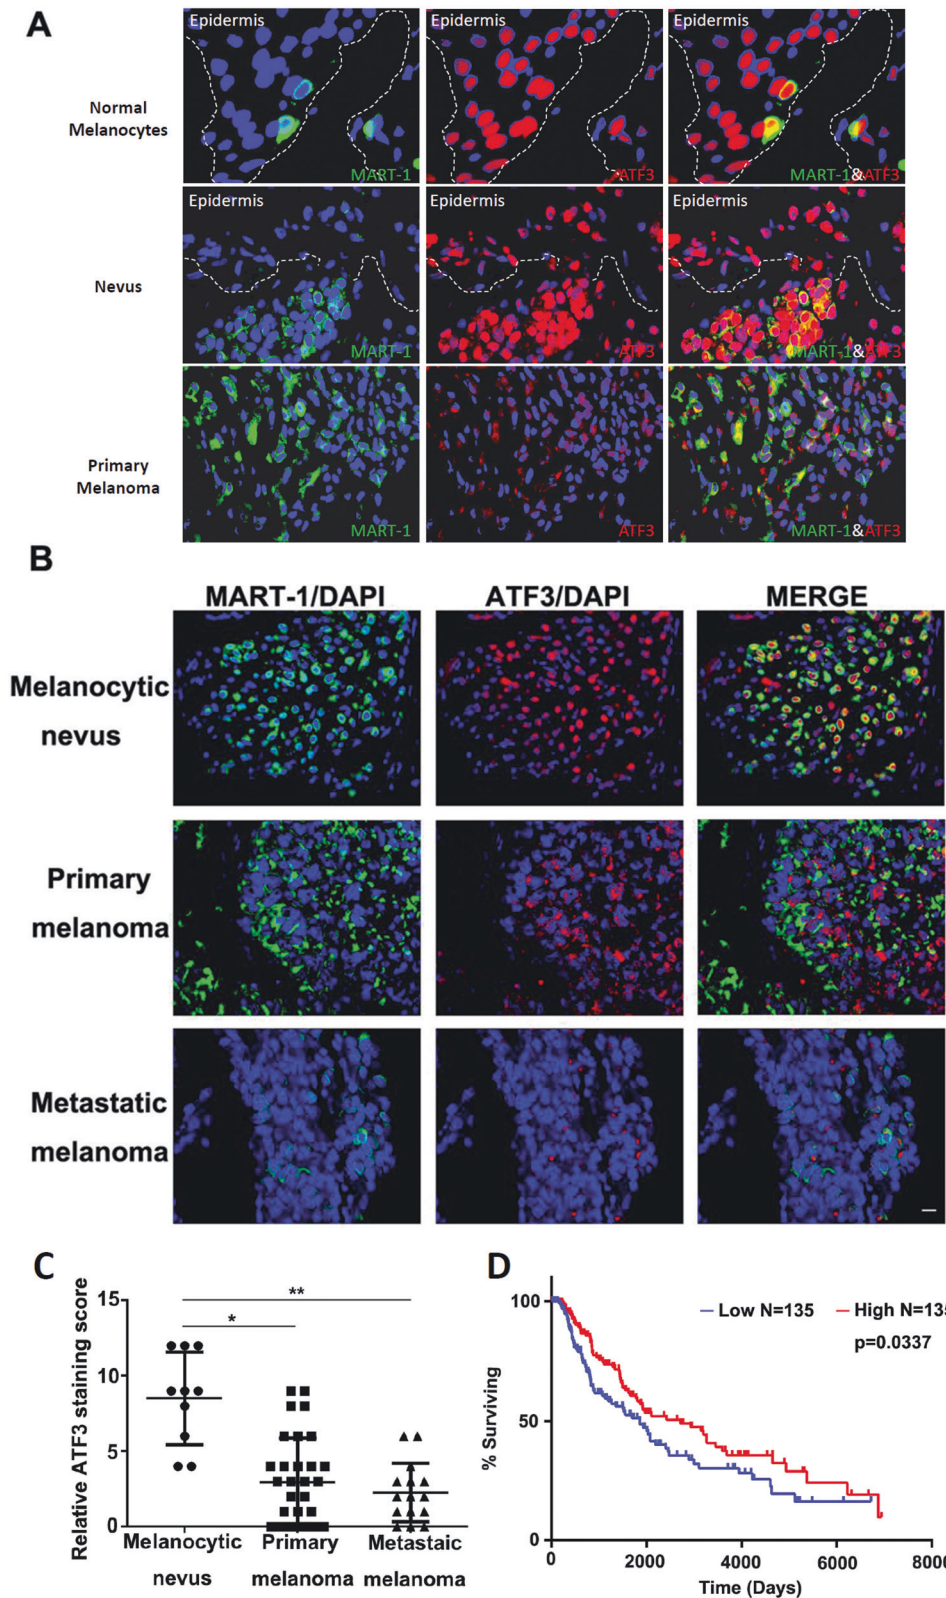 A
Normal
Melanocytes
Epidermis
MART-1
Epidermis
ATF3
Epidermis
MART-1&ATF3
Nevus
Epidermis
MART-1
Epidermis
ATF3
Epidermis
MART-1&ATF3
Primary
Melanoma
MART-1
ATF3
MART-1&ATF3
B
MART-1/DAPI
ATF3/DAPI
MERGE
Melanocytic
nevus
Primary
melanoma
Metastatic
melanoma
C
Relative ATF3 staining score
15
10
5
0
*
**
Melanocytic
nevus
Primary
melanoma
Metastaic
melanoma
D
% Surviving
100
50
0
0
2000
4000
6000
8000
Time (Days)
Low N=135
High N=135
p=0.0337